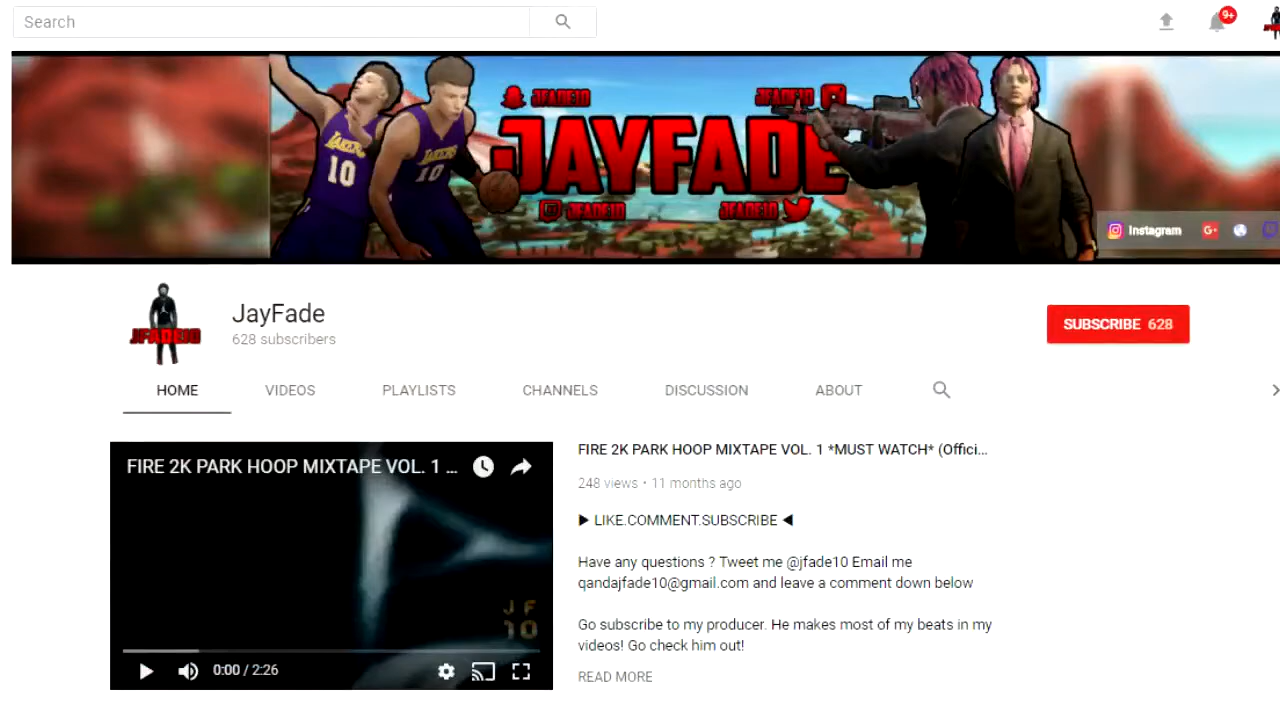 Search
9+
JFADE10
JFADE10
JAYFADE
LAKERS
10
LAKERS
10
JFADE10
JFADE10
Instagram
G+
JFADE10
JayFade
628 subscribers
SUBSCRIBE 628
HOME
VIDEOS
PLAYLISTS
CHANNELS
DISCUSSION
ABOUT
FIRE 2K PARK HOOP MIXTAPE VOL. 1 ...
JF
10
0:00 / 2:26
FIRE 2K PARK HOOP MIXTAPE VOL. 1 *MUST WATCH* (Offici...
248 views • 11 months ago
► LIKE.COMMENT.SUBSCRIBE ◄
Have any questions ? Tweet me @jfade10 Email me
qandajfade10@gmail.com and leave a comment down below
Go subscribe to my producer. He makes most of my beats in my
videos! Go check him out!
READ MORE